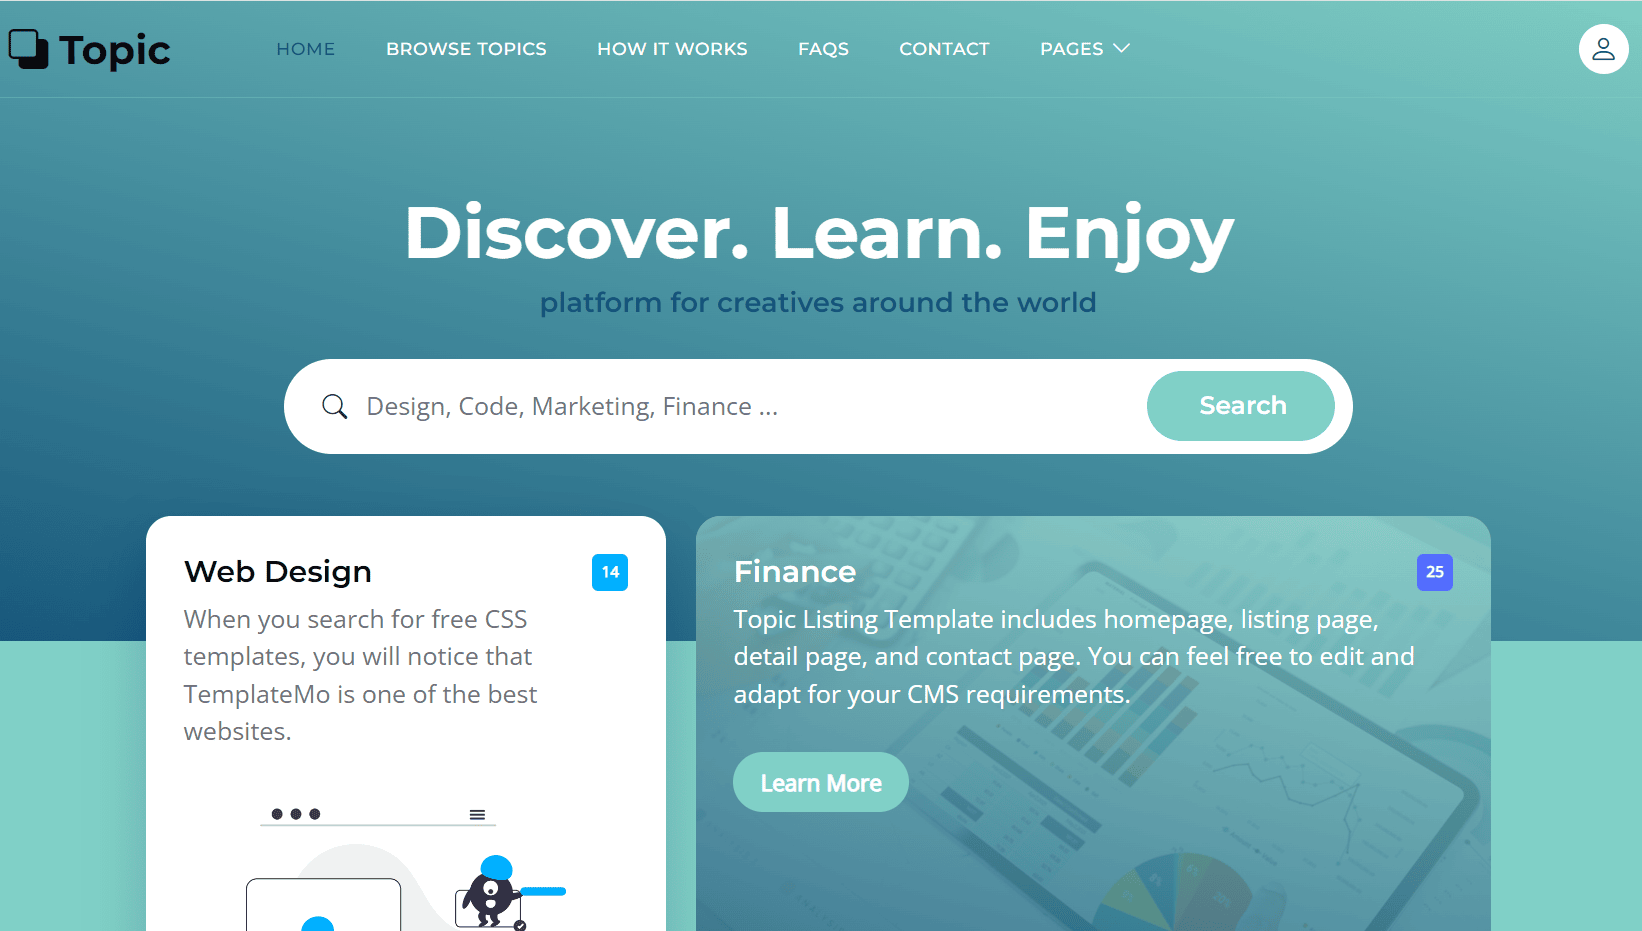 Topic
HOME
BROWSE TOPICS
HOW IT WORKS
FAQS
CONTACT
PAGES
Discover. Learn. Enjoy
platform for creatives around the world
Design, Code, Marketing, Finance ...
Search
Web Design
14
When you search for free CSS
templates, you will notice that
TemplateMo is one of the best
websites.
Finance
25
Topic Listing Template includes homepage, listing page,
detail page, and contact page. You can feel free to edit and
adapt for your CMS requirements.
Learn More